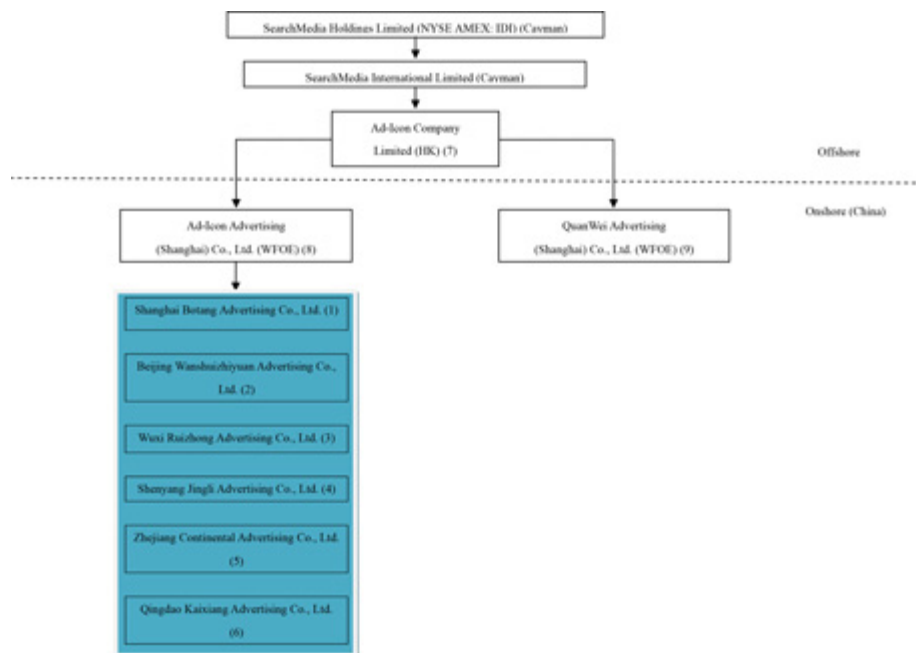 SearchMedia Holdings Limited (NYSE AMEX: IDI) (Cayman)
SearchMedia International Limited (Cayman)
Ad-Icon Company
Limited (HK) (7)
Offshore
Onshore (China)
Ad-Icon Advertising
(Shanghai) Co., Ltd. (WFOE) (8)
QuanWei Advertising
(Shanghai) Co., Ltd. (WFOE) (9)
Shanghai Botang Advertising Co., Ltd. (1)
Beijing Wanshuizhiyuan Advertising Co.,
Ltd. (2)
Wuxi Ruizhong Advertising Co., Ltd. (3)
Shenyang Jingli Advertising Co., Ltd. (4)
Zhejiang Continental Advertising Co., Ltd.
(5)
Qingdao Kaixiang Advertising Co., Ltd.
(6)